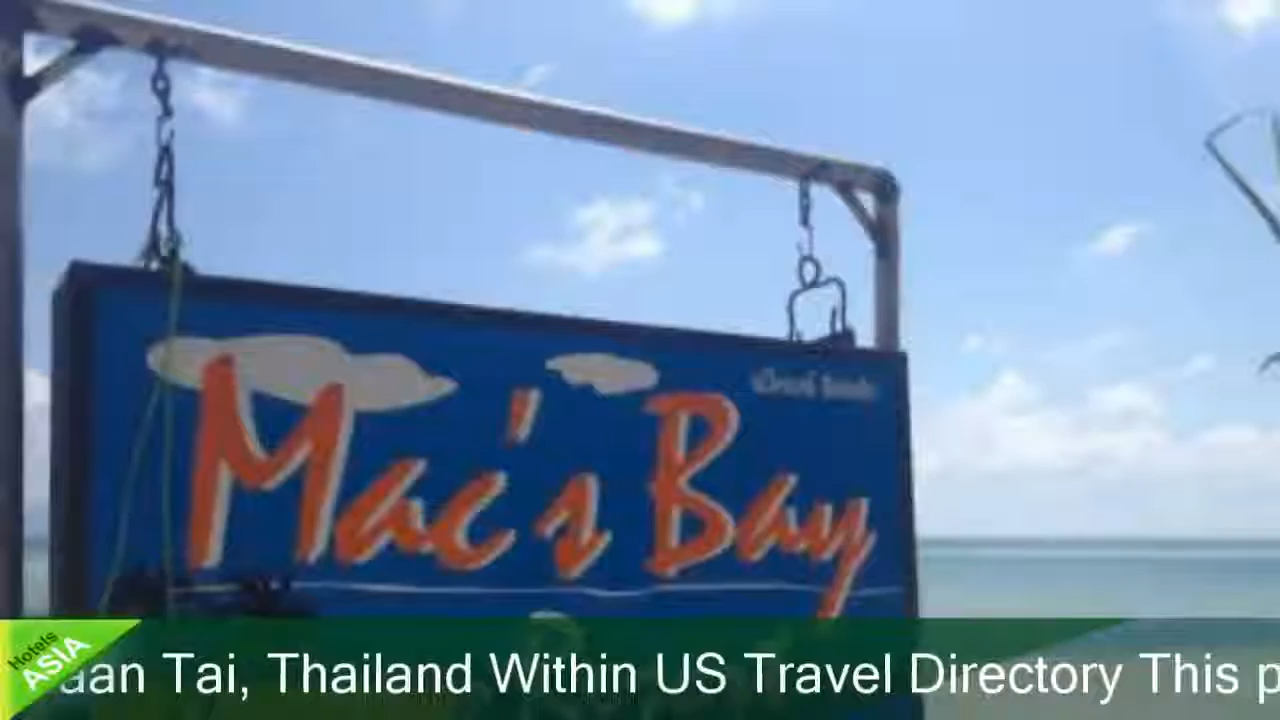 Mac's Bay
Hotels
ASIA
aan Tai, Thailand Within US Travel Directory This p